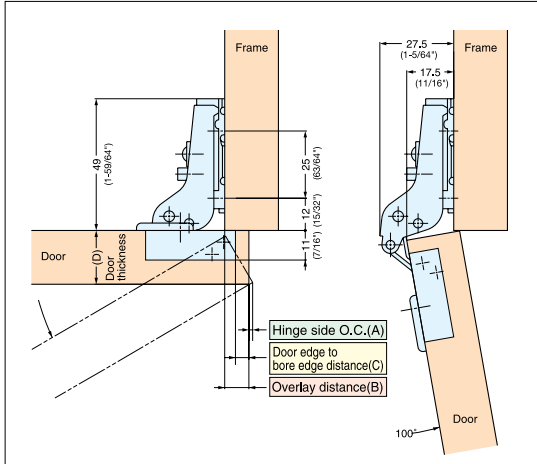 Frame
49
(1-59/64")
25
(63/64")
12
(15/32")
11
(7/16")
Door
(D)
Door
thickness
Hinge side O.C.(A)
Door edge to
bore edge distance(C)
Overlay distance(B)
27.5
(1-5/64")
17.5
(11/16")
Frame
Door
100°